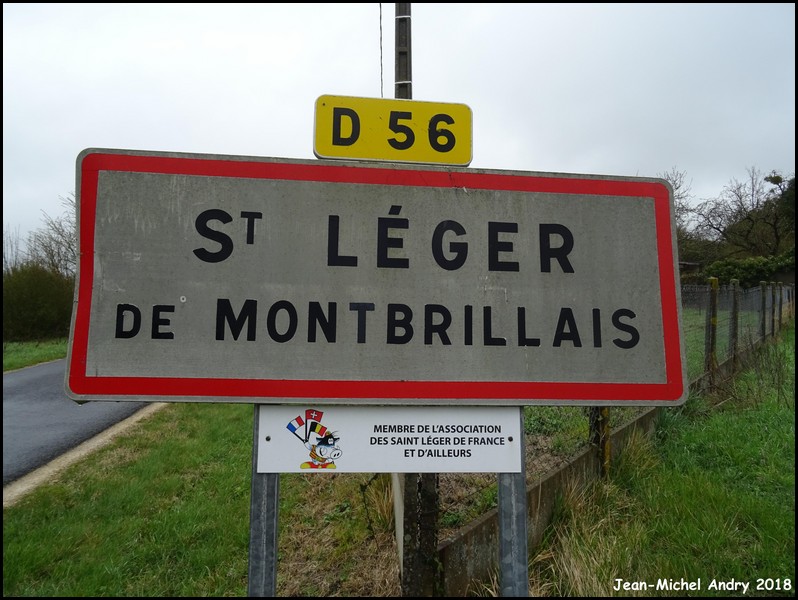 D 56
ST LÉGER
DE MONTBRILLAIS
MEMBRE DE L'ASSOCIATION
DES SAINT LÉGER DE FRANCE
ET D'AILLEURS
Jean-Michel Andry 2018